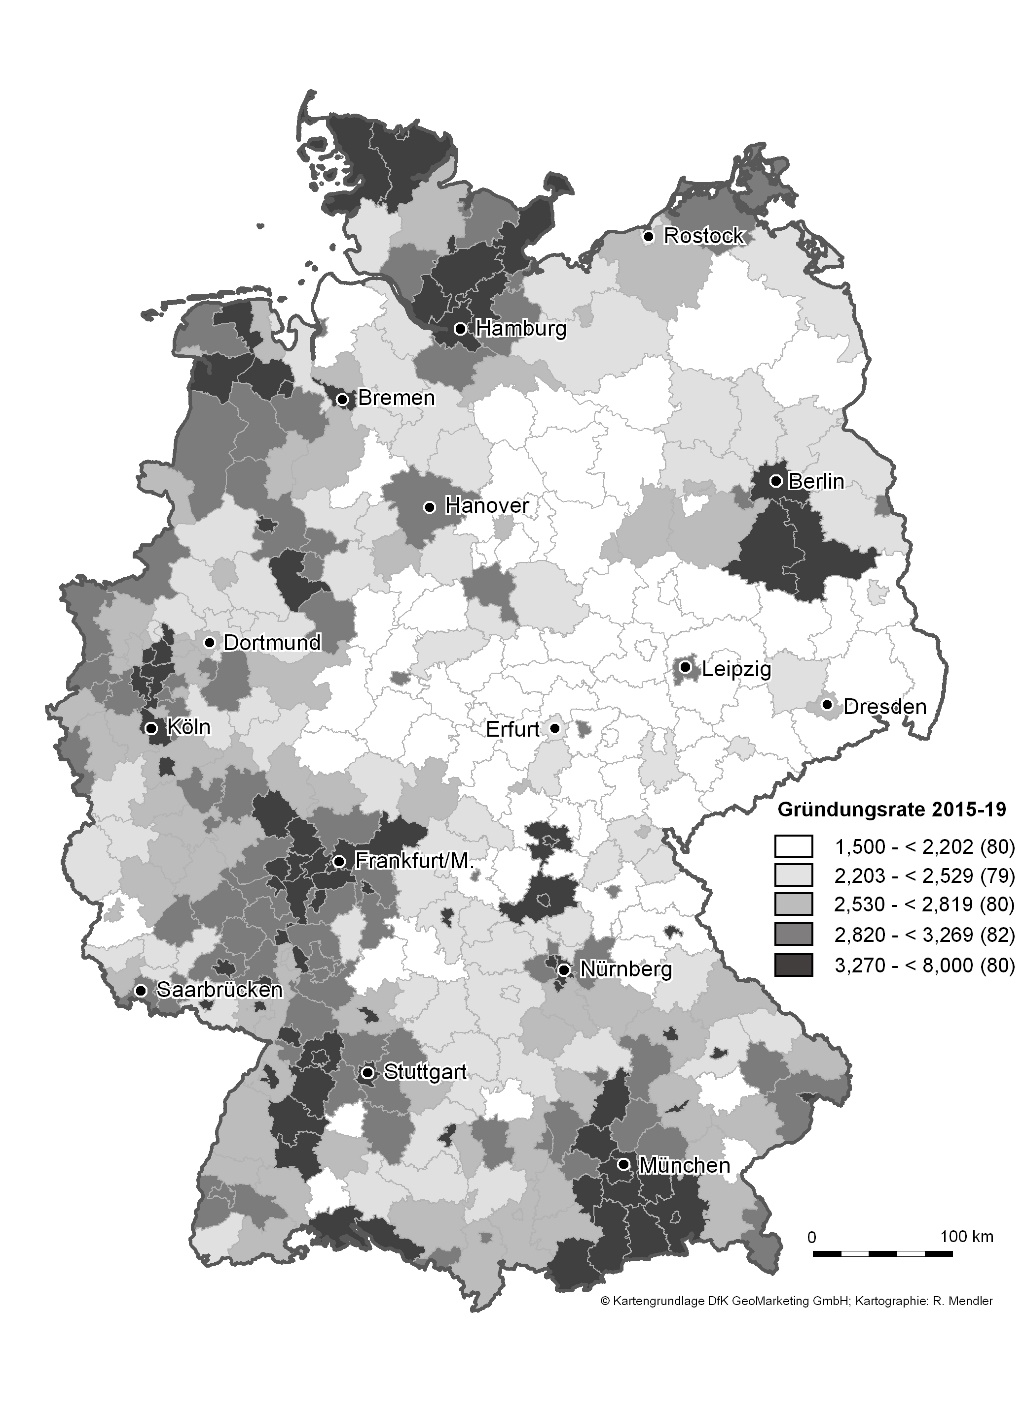 Rostock
Hamburg
Bremen
Berlin
Hanover
Dortmund
Leipzig
Dresden
Köln
Erfurt
Gründungsrate 2015-19
1,500 - < 2,202 (80)
2,203 - < 2,529 (79)
2,530 - < 2,819 (80)
2,820 - < 3,269 (82)
3,270 - < 8,000 (80)
Frankfurt/M.
Nürnberg
Saarbrücken
Stuttgart
München
0 100 km
© Kartengrundlage DfK GeoMarketing GmbH; Kartographie: R. Mendler